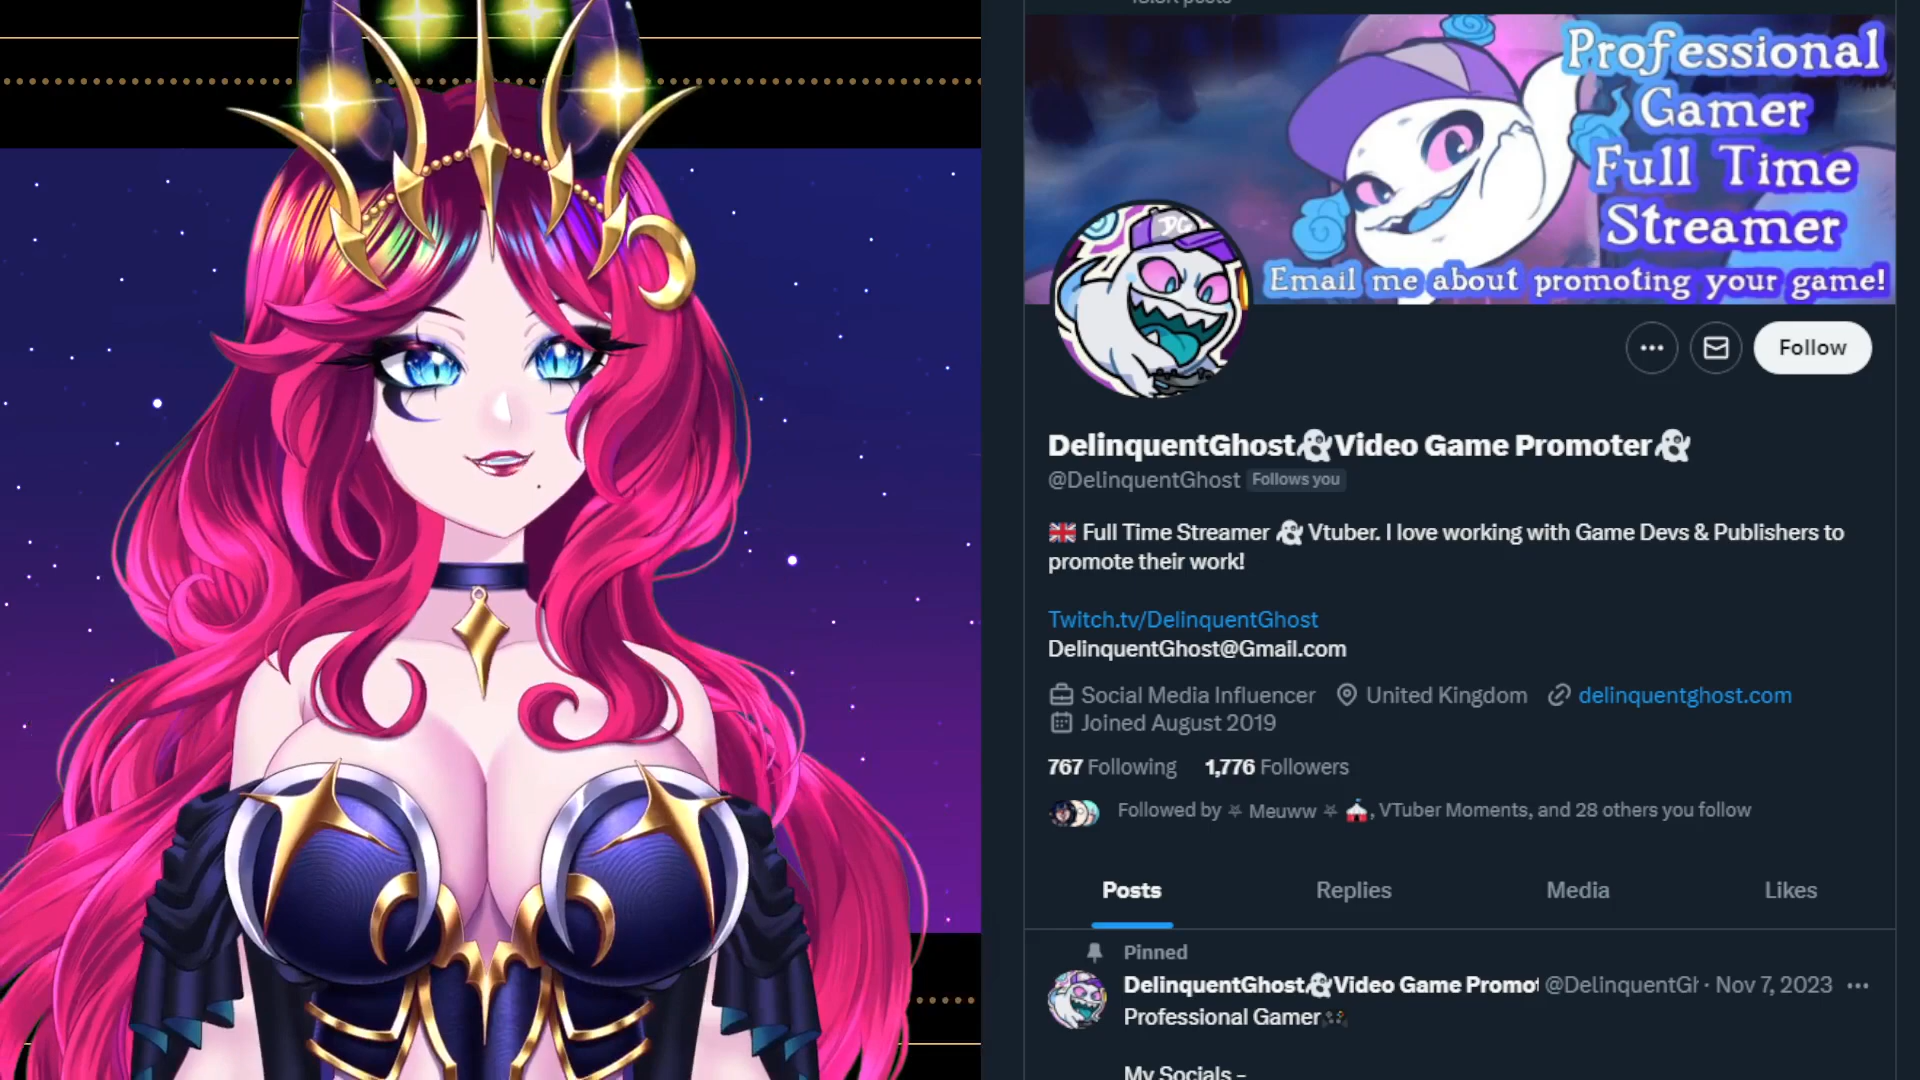 Professional
Gamer
Full Time
Streamer
Email me about promoting your game!
DG
Follow
DelinquentGhost👻Video Game Promoter👻
@DelinquentGhost Follows you
🇬🇧 Full Time Streamer 👻 Vtuber. I love working with Game Devs & Publishers to
promote their work!
Twitch.tv/DelinquentGhost
DelinquentGhost@Gmail.com
Social Media Influencer United Kingdom delinquentghost.com
Joined August 2019
767 Following 1,776 Followers
Followed by ⛧ Meuww ⛧ 🎪, VTuber Moments, and 28 others you follow
Posts Replies Media Likes
Pinned
DelinquentGhost👻Video Game Promot @DelinquentGh · Nov 7, 2023
Professional Gamer🎮
My Socials -